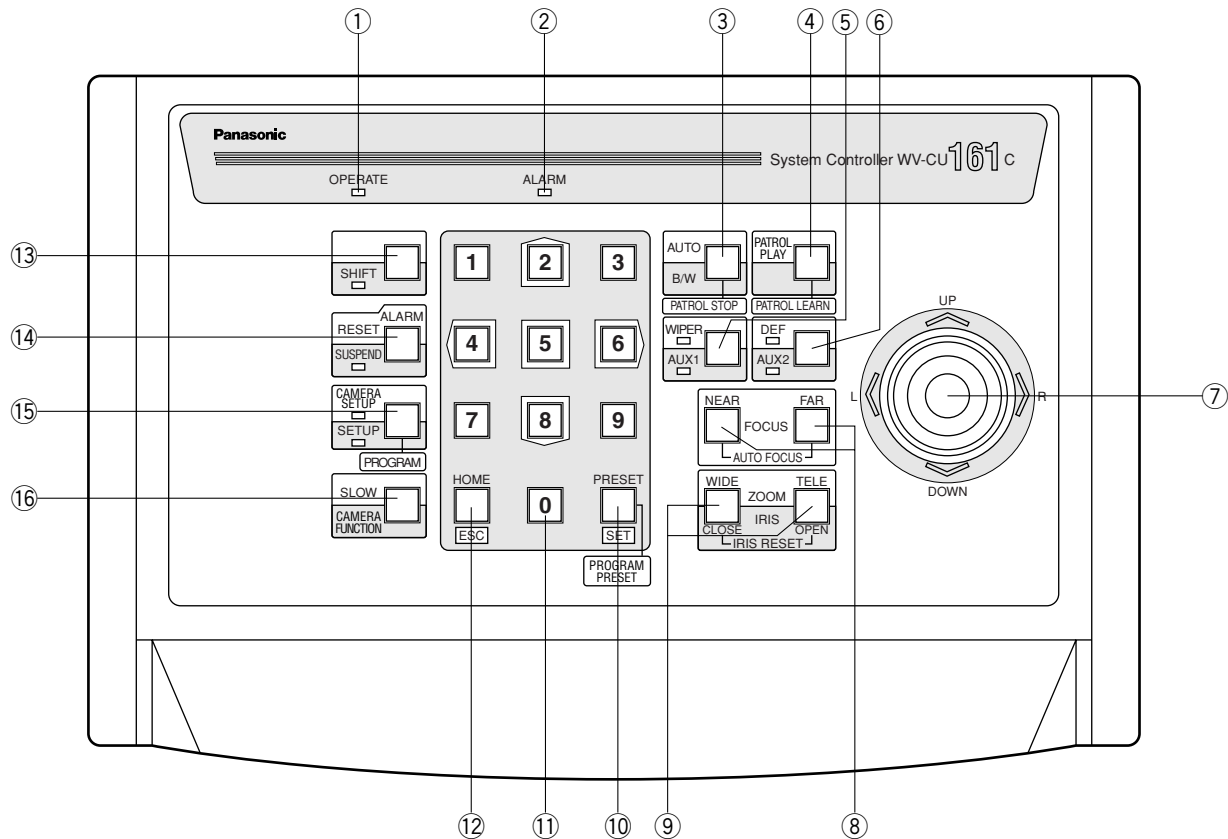 ① ② ③ ④ ⑤ ⑥
Panasonic
System Controller WV-CU 161 C
OPERATE ALARM
⑬
SHIFT
1 2 3
AUTO
B/W
PATROL STOP
PATROL
PLAY
PATROL LEARN
UP
⑭
ALARM
RESET
SUSPEND
4 5 6
WIPER
AUX1
DEF
AUX2
L R
⑦
DOWN
⑮
CAMERA
SETUP
SETUP
PROGRAM
7 8 9
NEAR FOCUS FAR
AUTO FOCUS
⑯
SLOW
CAMERA
FUNCTION
HOME
ESC
0
PRESET
SET
PROGRAM
PRESET
WIDE ZOOM TELE
IRIS
CLOSE OPEN
IRIS RESET
⑫ ⑪ ⑩ ⑨ ⑧